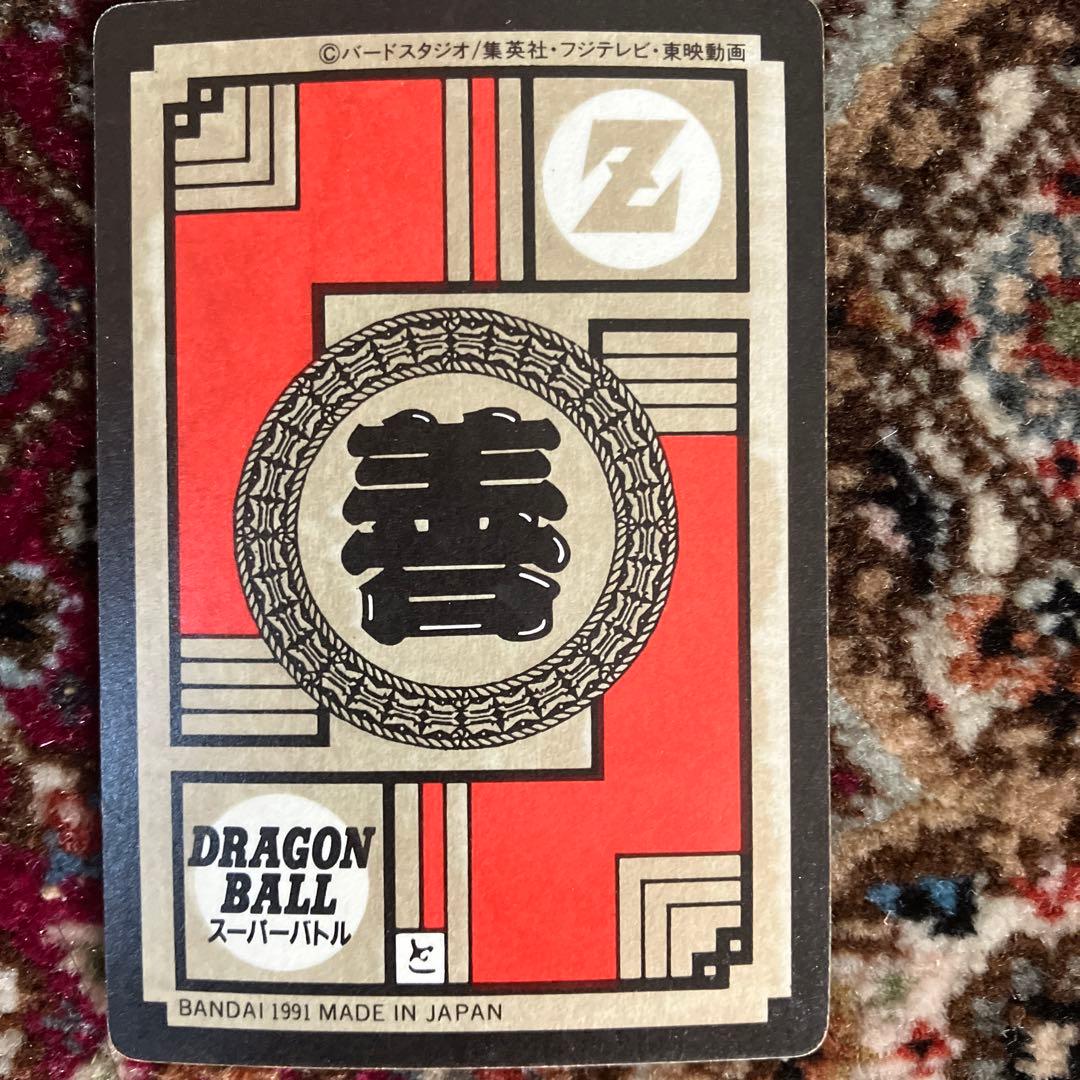 ©バードスタジオ/集英社・フジテレビ・東映動画
Z
善
DRAGON
BALL
スーパーバトル
と
BANDAI 1991 MADE IN JAPAN